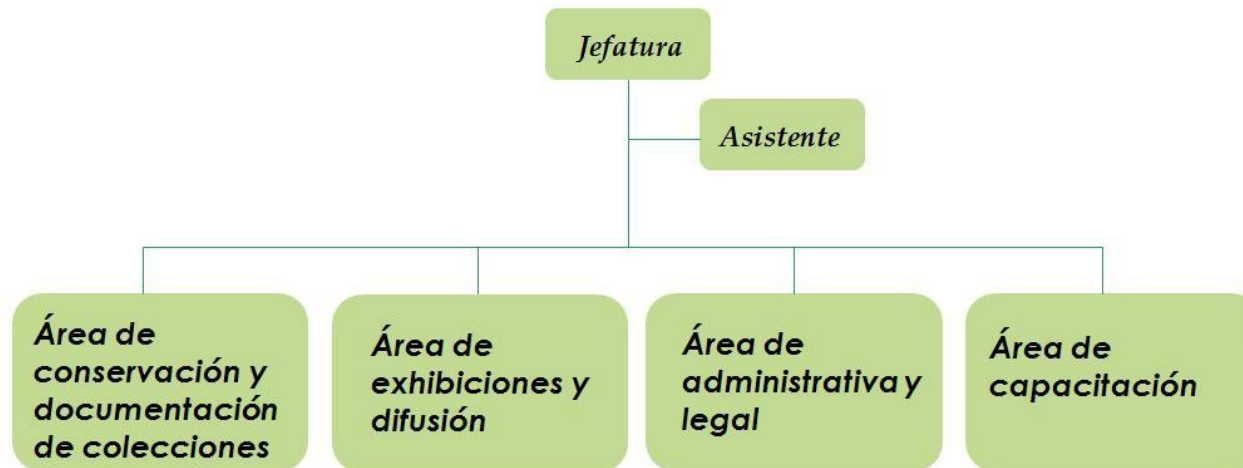 Jefatura
Asistente
Área de
conservación y
documentación
de colecciones
Área de
exhibiciones y
difusión
Área de
administrativa y
legal
Área de
capacitación